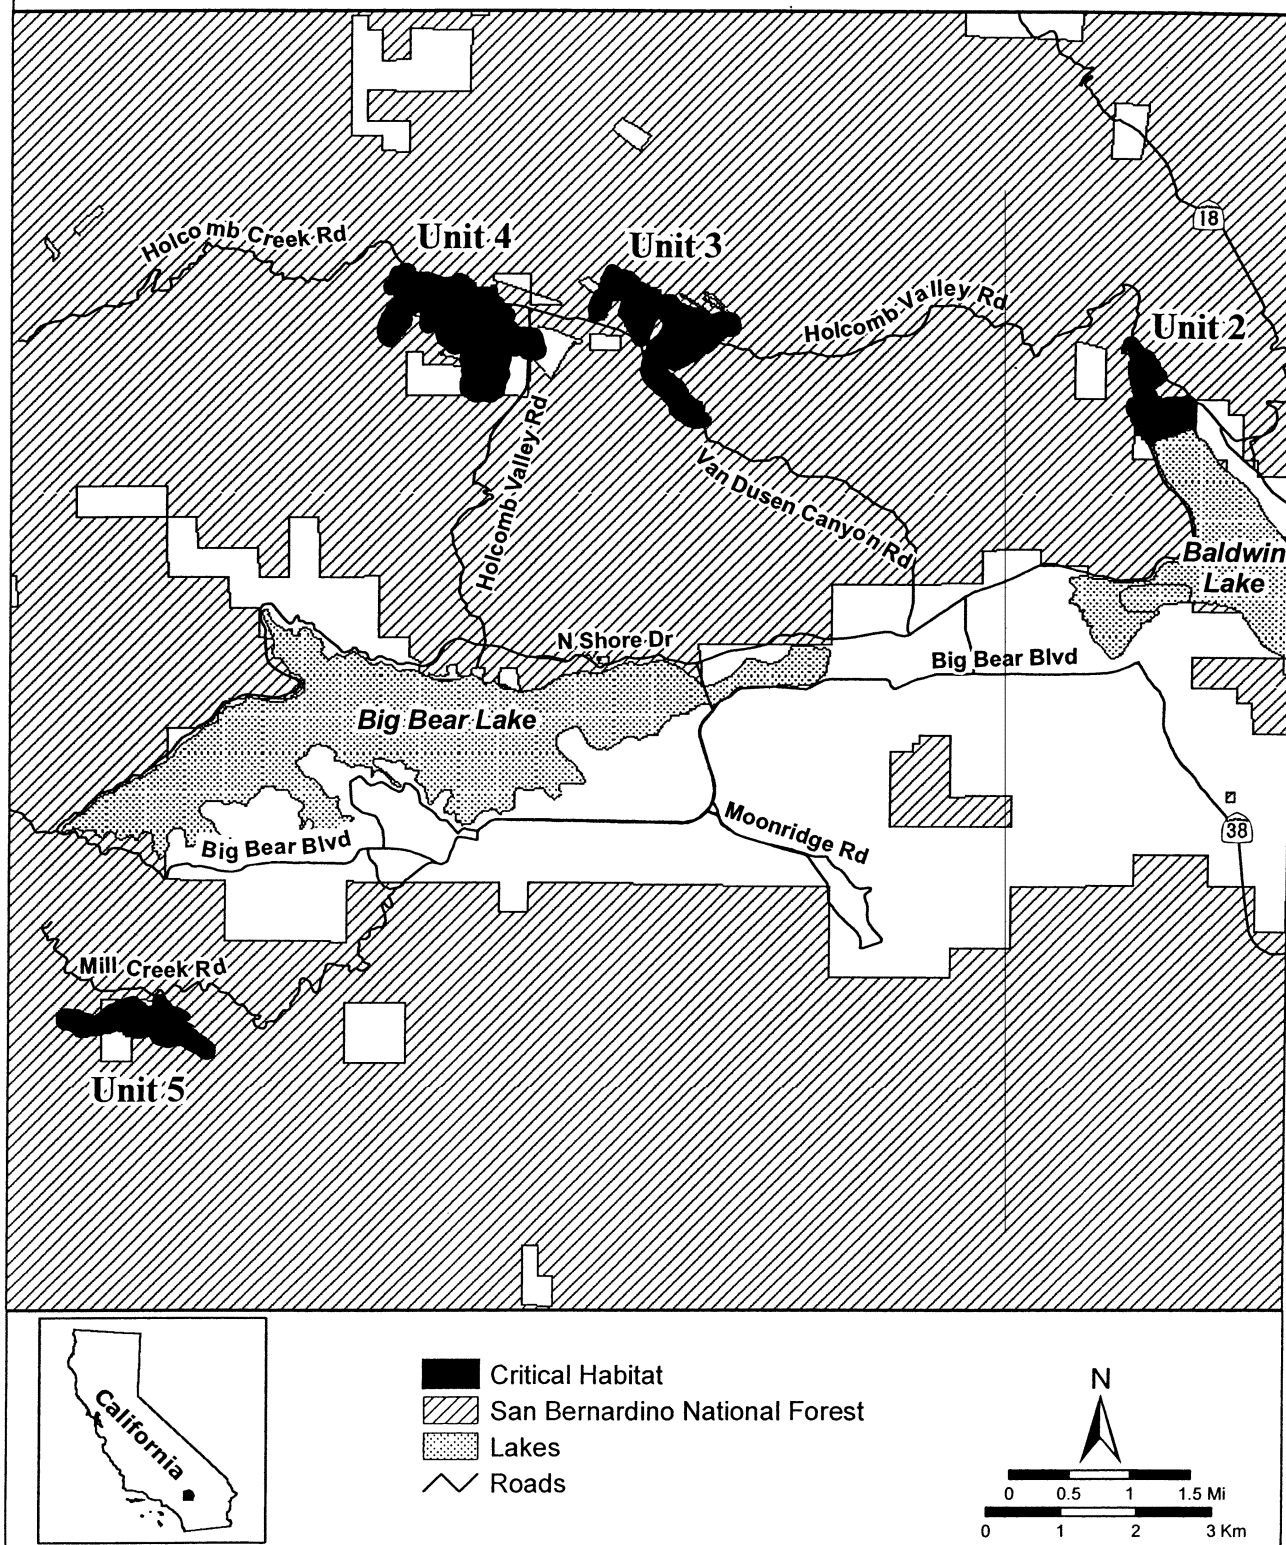 18
Holcomb Creek Rd
Unit 4
Unit 3
Holcomb Valley Rd
Unit 2
Holcomb Valley Rd
Van Dusen Canyon Rd
Baldwin
Lake
N Shore Dr
Big Bear Blvd
Big Bear Lake
Moonridge Rd
Big Bear Blvd
38
Mill Creek Rd
Unit 5
California
Critical Habitat
San Bernardino National Forest
Lakes
Roads
N
0 0.5 1 1.5 Mi
0 1 2 3 Km